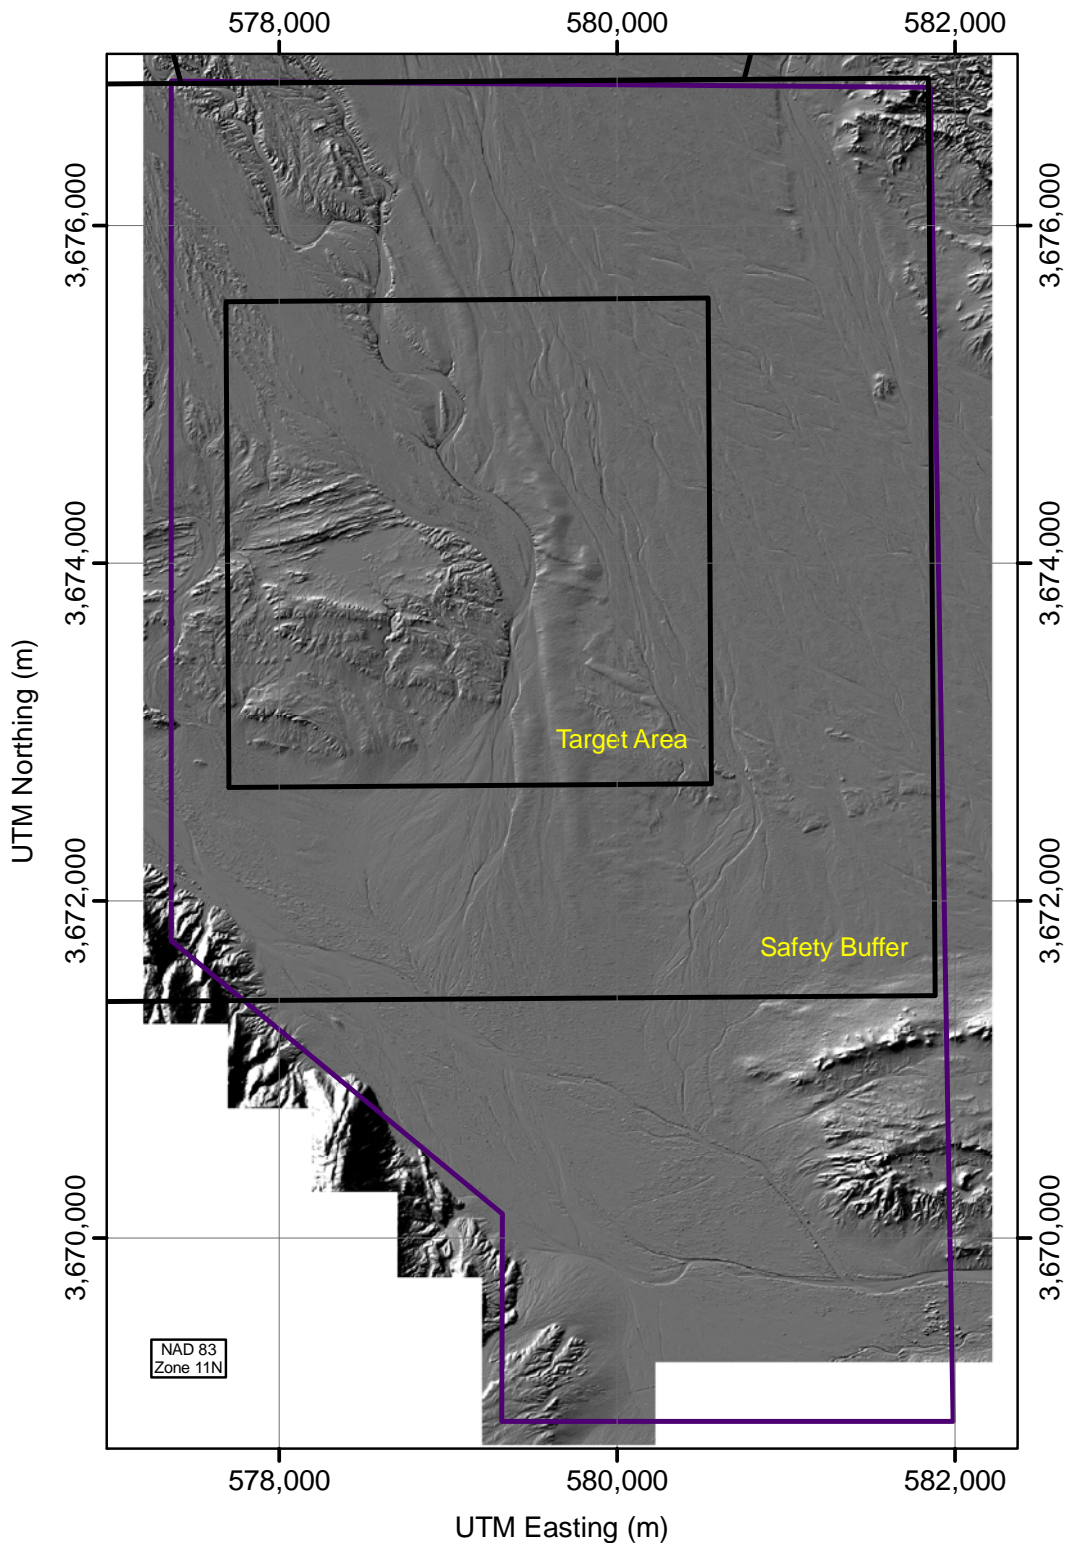 578,000
580,000
582,000
3,676,000
3,676,000
3,674,000
3,674,000
UTM Northing (m)
Target Area
3,672,000
3,672,000
Safety Buffer
3,670,000
3,670,000
NAD 83
Zone 11N
578,000
580,000
582,000
UTM Easting (m)